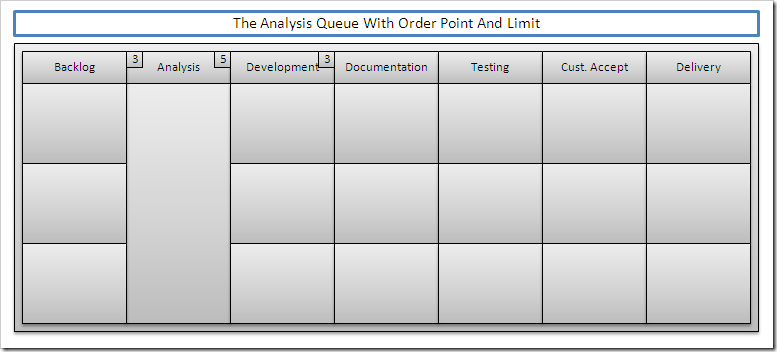 The Analysis Queue With Order Point And Limit
Backlog 3 Analysis 5 Development 3 Documentation Testing Cust. Accept Delivery